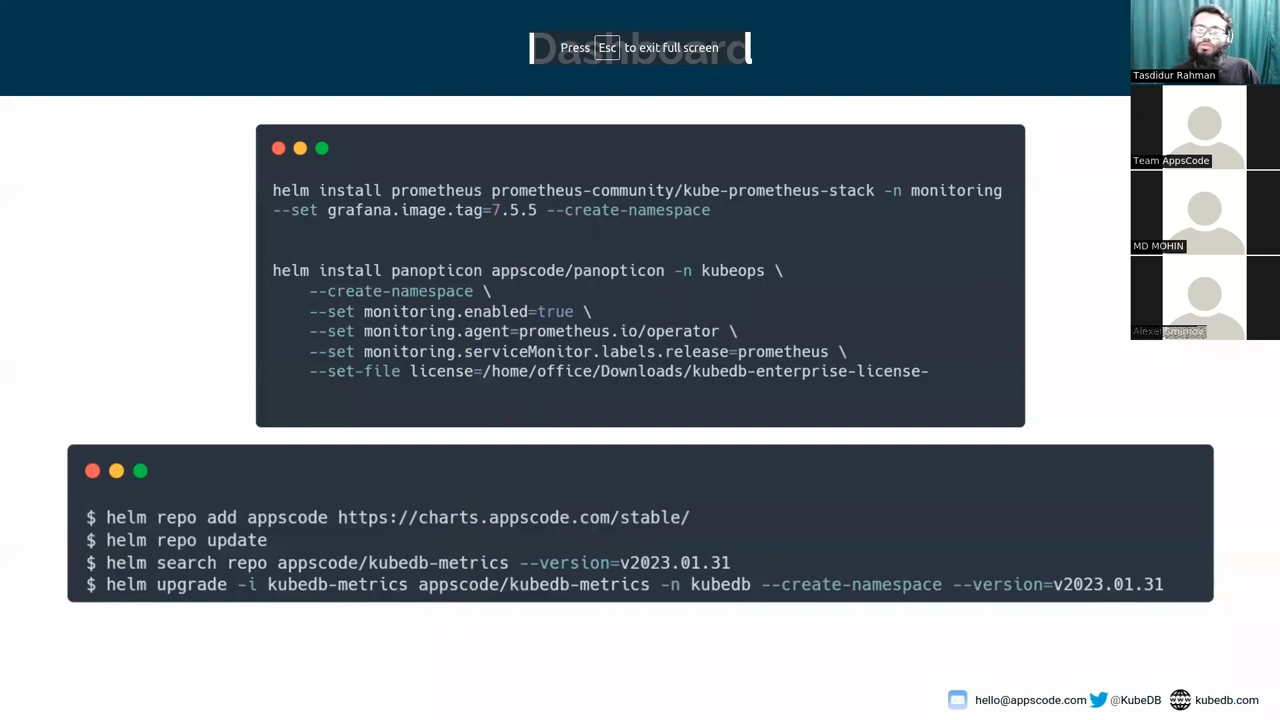 Dashboard
Press Esc to exit full screen
Tasdidur Rahman
Team AppsCode
MD MOHIN
helm install prometheus prometheus-community/kube-prometheus-stack -n monitoring
--set grafana.image.tag=7.5.5 --create-namespace
helm install panopticon appscode/panopticon -n kubeops \
--create-namespace \
--set monitoring.enabled=true \
--set monitoring.agent=prometheus.io/operator \
--set monitoring.serviceMonitor.labels.release=prometheus \
--set-file license=/home/office/Downloads/kubedb-enterprise-license-
$ helm repo add appscode https://charts.appscode.com/stable/
$ helm repo update
$ helm search repo appscode/kubedb-metrics --version=v2023.01.31
$ helm upgrade -i kubedb-metrics appscode/kubedb-metrics -n kubedb --create-namespace --version=v2023.01.31
hello@appscode.com @KubeDB kubedb.com